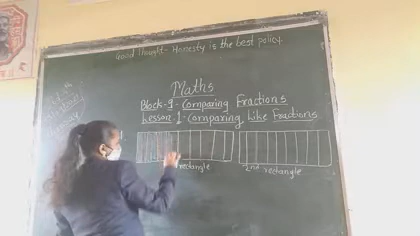 Good Thought- Honesty is the best policy.
Maths
Block-9-Comparing Fractions
Lesson-1-Comparing Like Fractions
rectangle
2nd rectangle